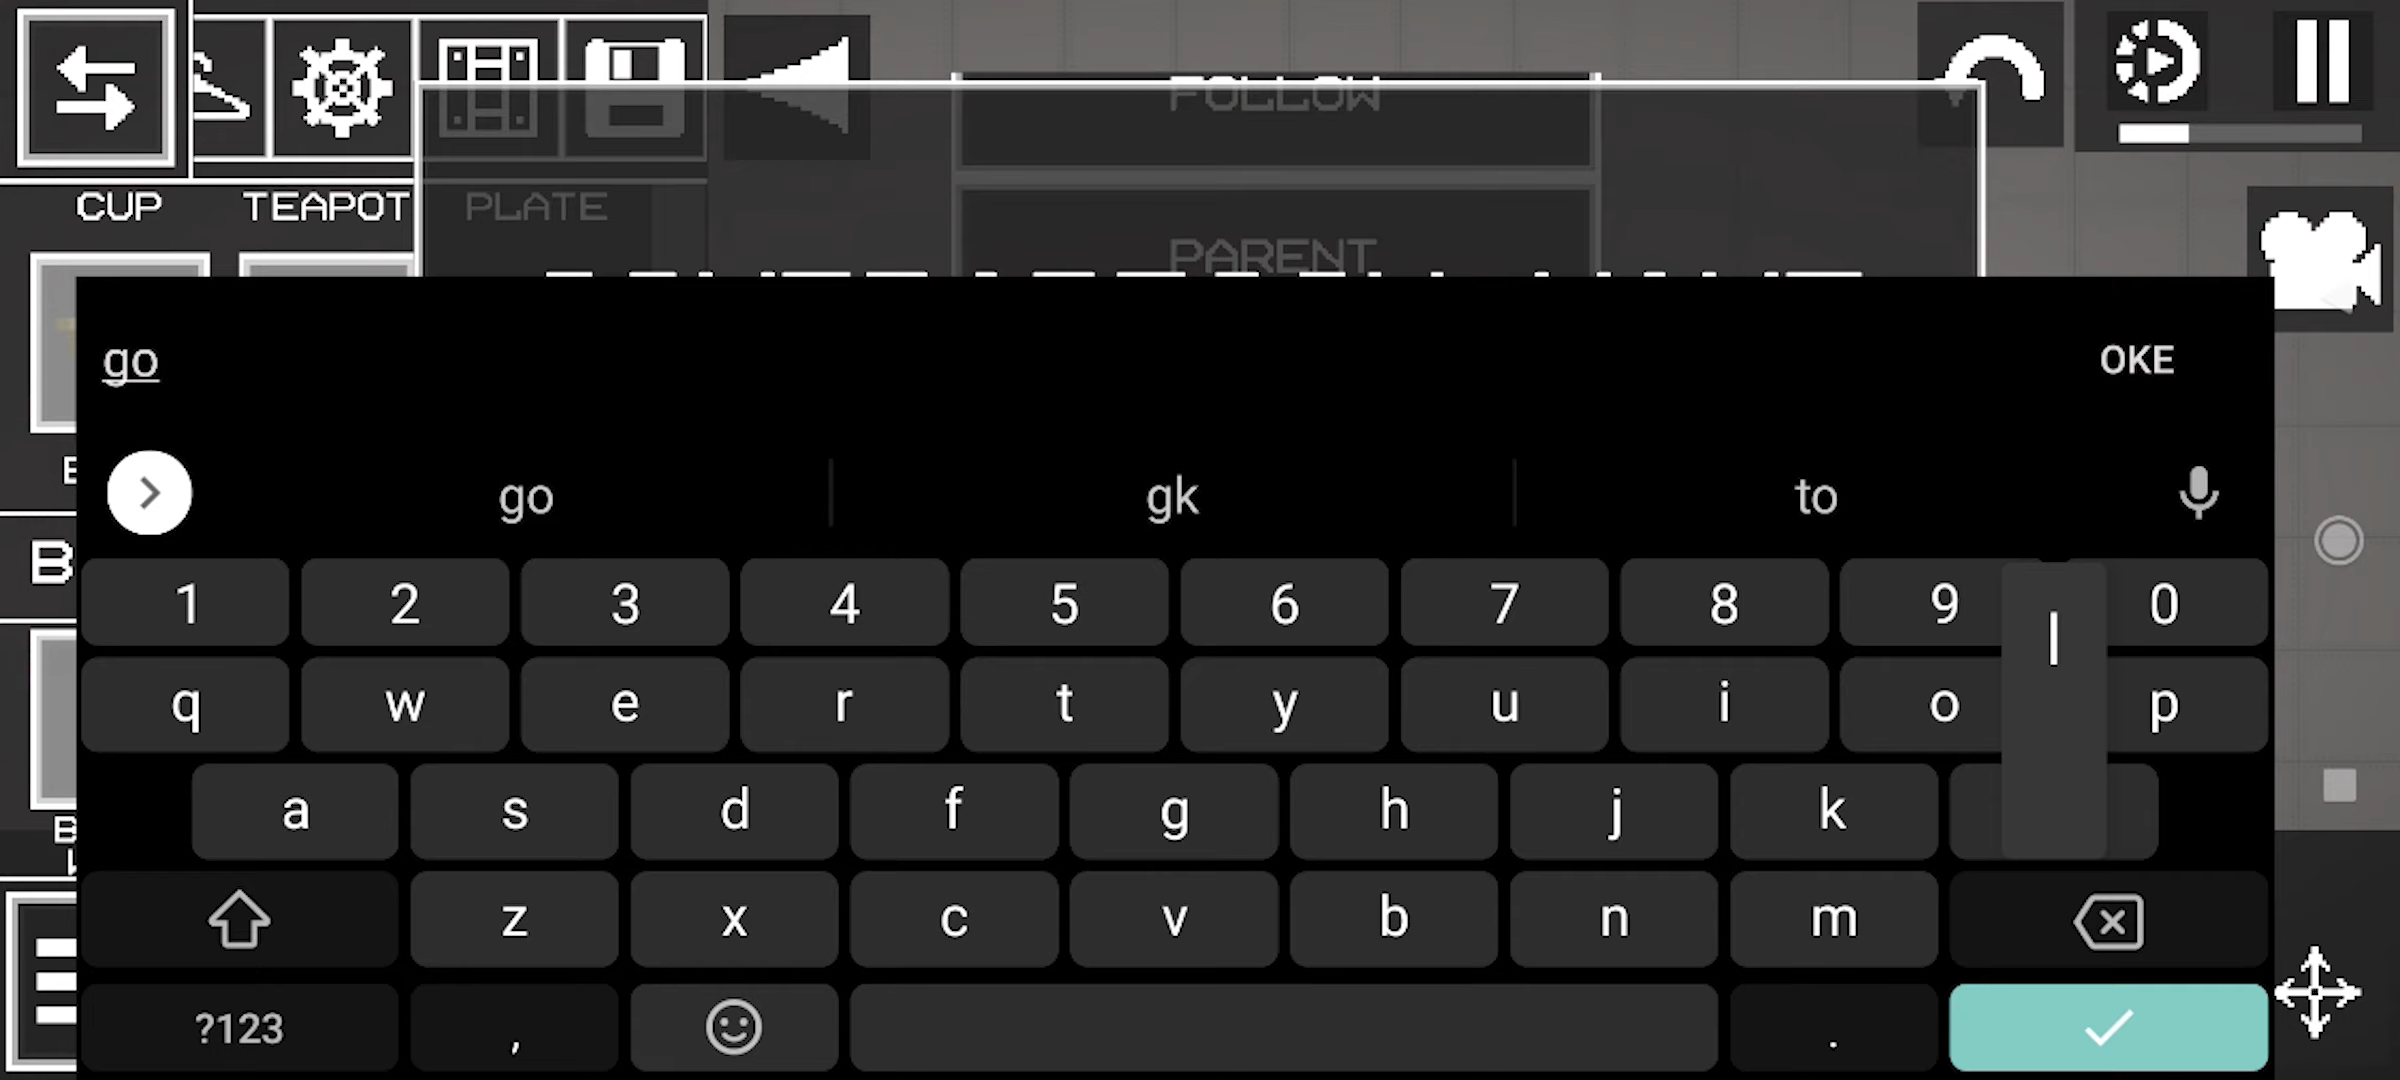 FOLLOW
CUP TEAPOT PLATE
PARENT
go OKE
go gk to
B
1 2 3 4 5 6 7 8 9 0
q w e r t y u i o p
a s d f g h j k l
z x c v b n m
?123 , .